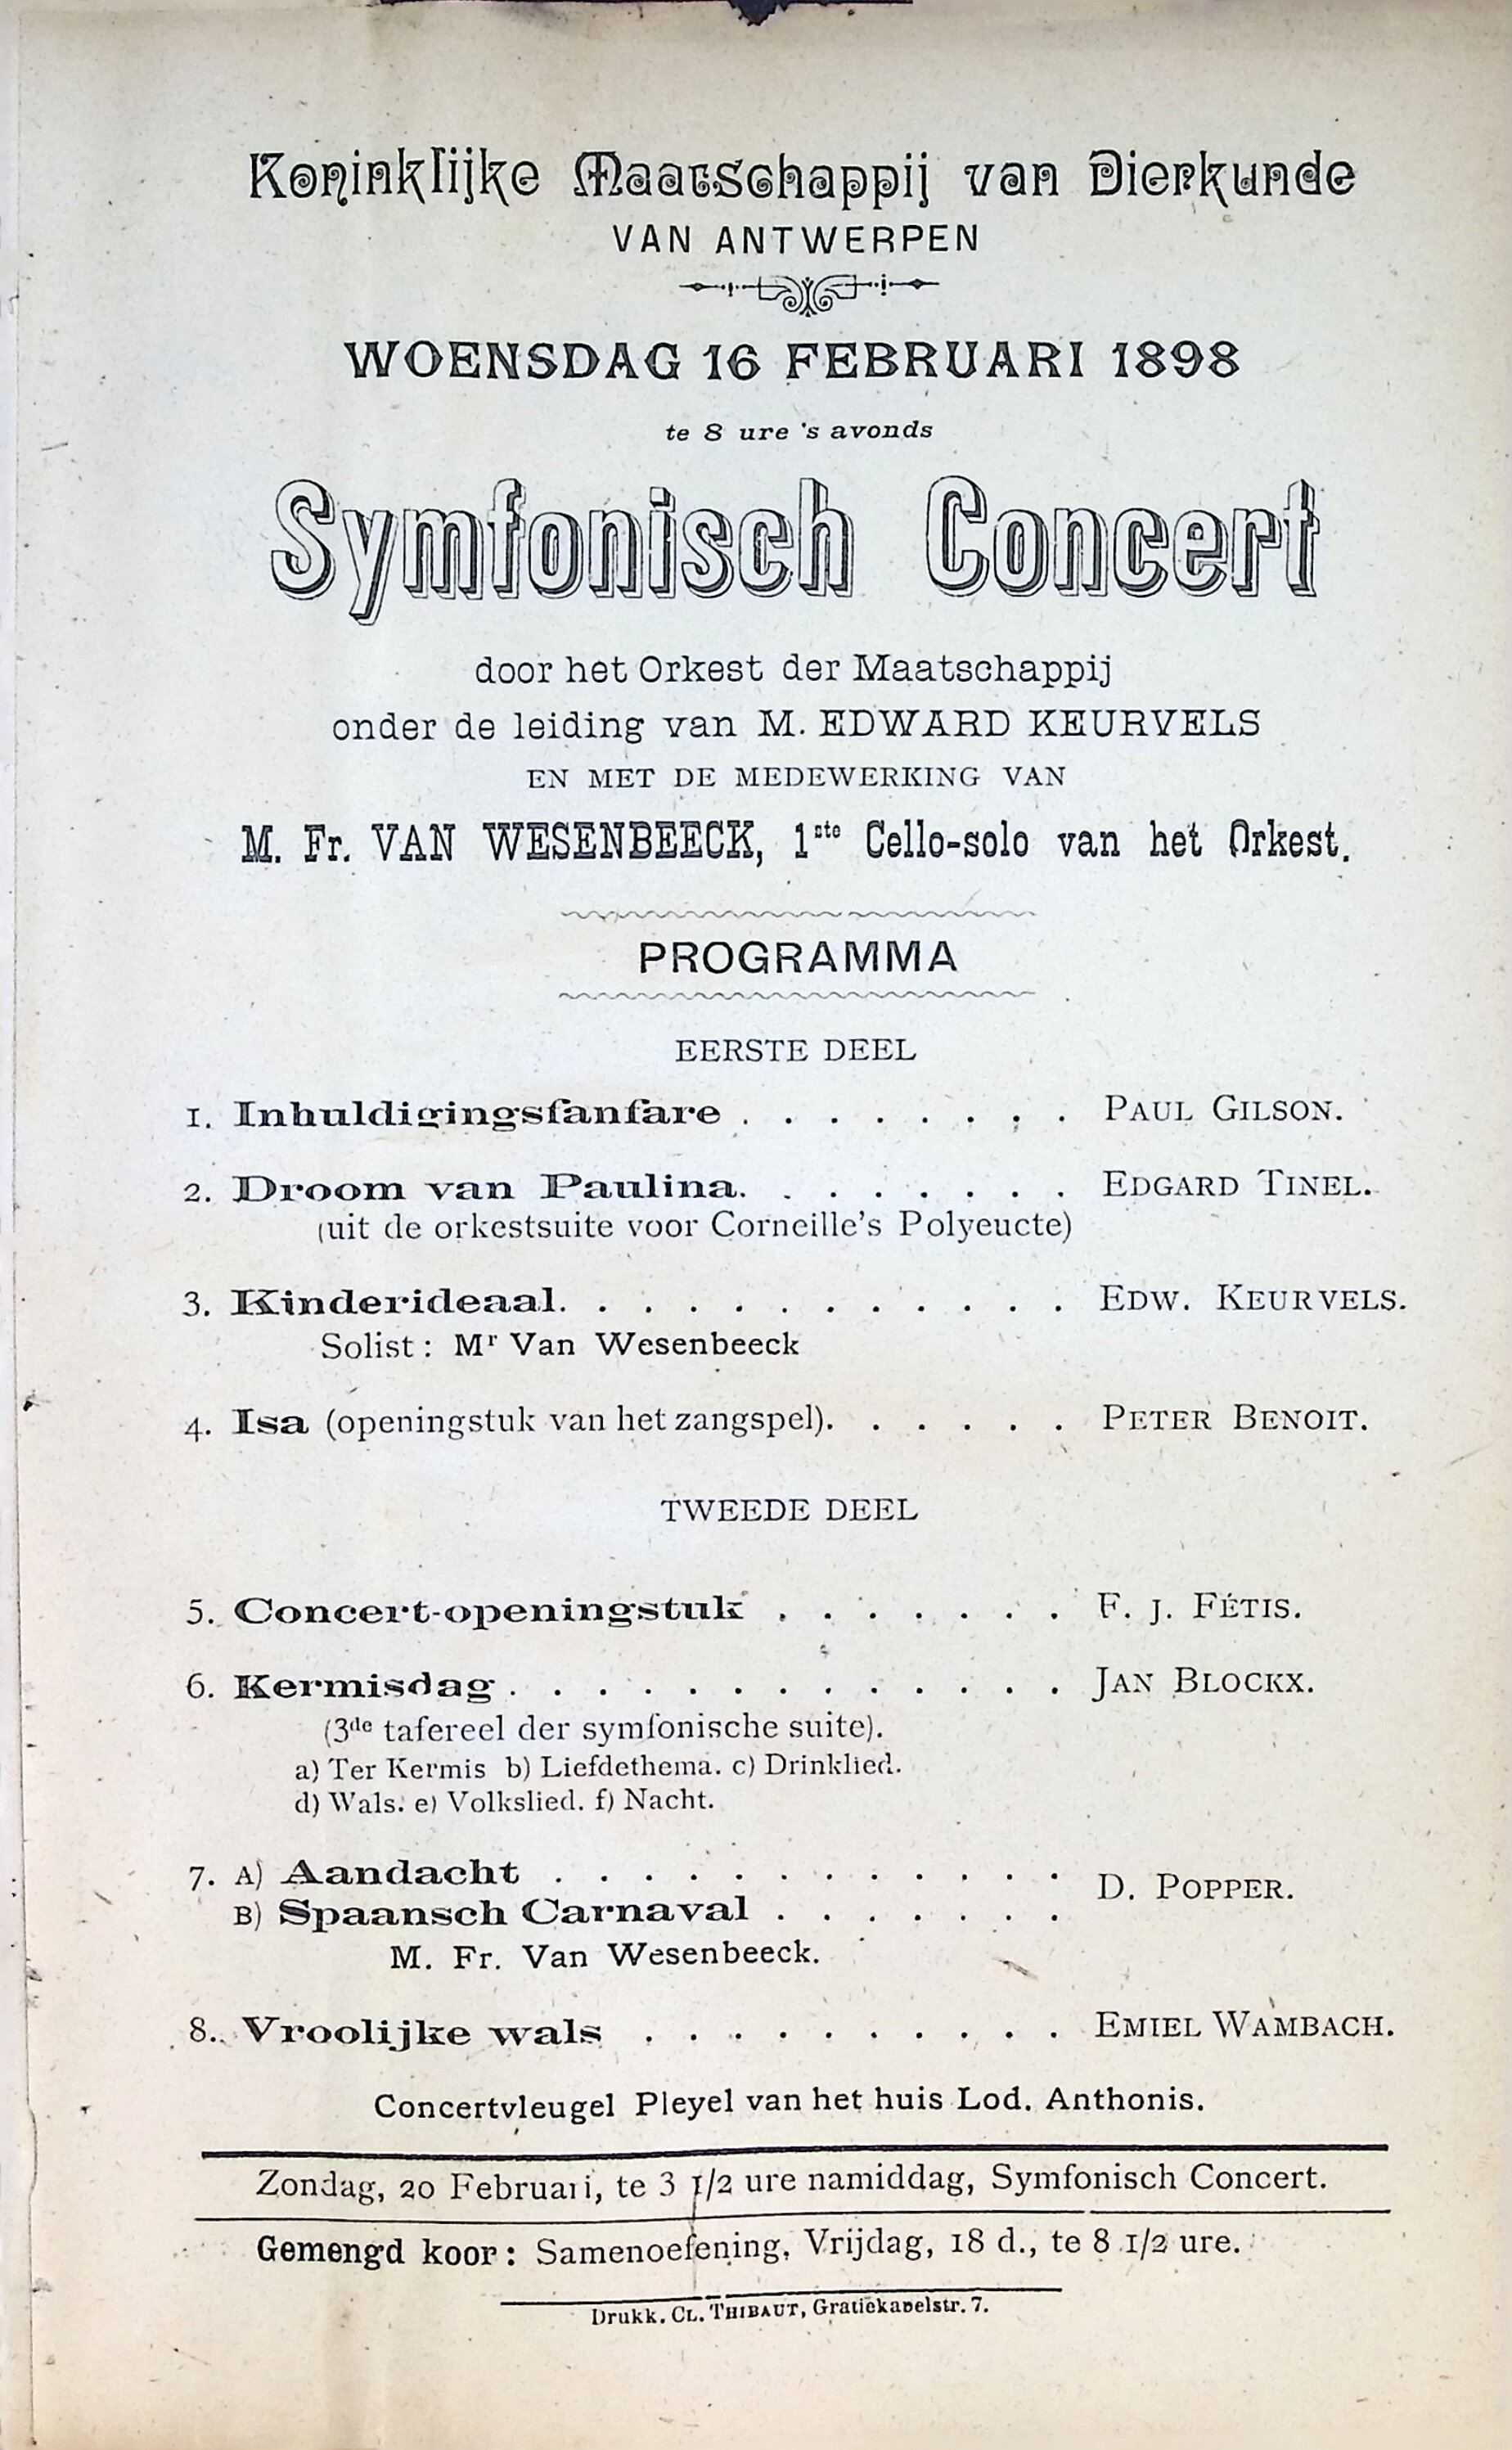 Koninklijke Maatschappij van Dierkunde
VAN ANTWERPEN
WOENSDAG 16 FEBRUARI 1898
te 8 ure 's avonds
Symfonisch Concert
door het Orkest der Maatschappij
onder de leiding van M. EDWARD KEURVELS
EN MET DE MEDEWERKING VAN
M. Fr. VAN WESENBEECK, 1ste Cello-solo van het Orkest.
PROGRAMMA
EERSTE DEEL
1. Inhuldigingsfanfare . . . . . . . . PAUL GILSON.
2. Droom van Paulina. . . . . . . . EDGARD TINEL.
(uit de orkestsuite voor Corneille's Polyeucte)
3. Kinderideaal. . . . . . . . . . . . EDW. KEURVELS.
Solist : Mr Van Wesenbeeck
4. Isa (openingstuk van het zangspel). . . . . . PETER BENOIT.
TWEEDE DEEL
5. Concert-openingstuk . . . . . . . F. J. FÉTIS.
6. Kermisdag . . . . . . . . . . . . . JAN BLOCKX.
(3de tafereel der symfonische suite).
a) Ter Kermis b) Liefdethema. c) Drinklied.
d) Wals. e) Volkslied. f) Nacht.
7. A) Aandacht . . . . . . . . . . . . D. POPPER.
B) Spaansch Carnaval . . . . . . .
M. Fr. Van Wesenbeeck.
8. Vroolijke wals . . . . . . . . . . EMIEL WAMBACH.
Concertvleugel Pleyel van het huis Lod. Anthonis.
Zondag, 20 Februari, te 3 1/2 ure namiddag, Symfonisch Concert.
Gemengd koor : Samenoefening, Vrijdag, 18 d., te 8 1/2 ure.
Drukk. CL. THIBAUT, Gratiekapelstr. 7.